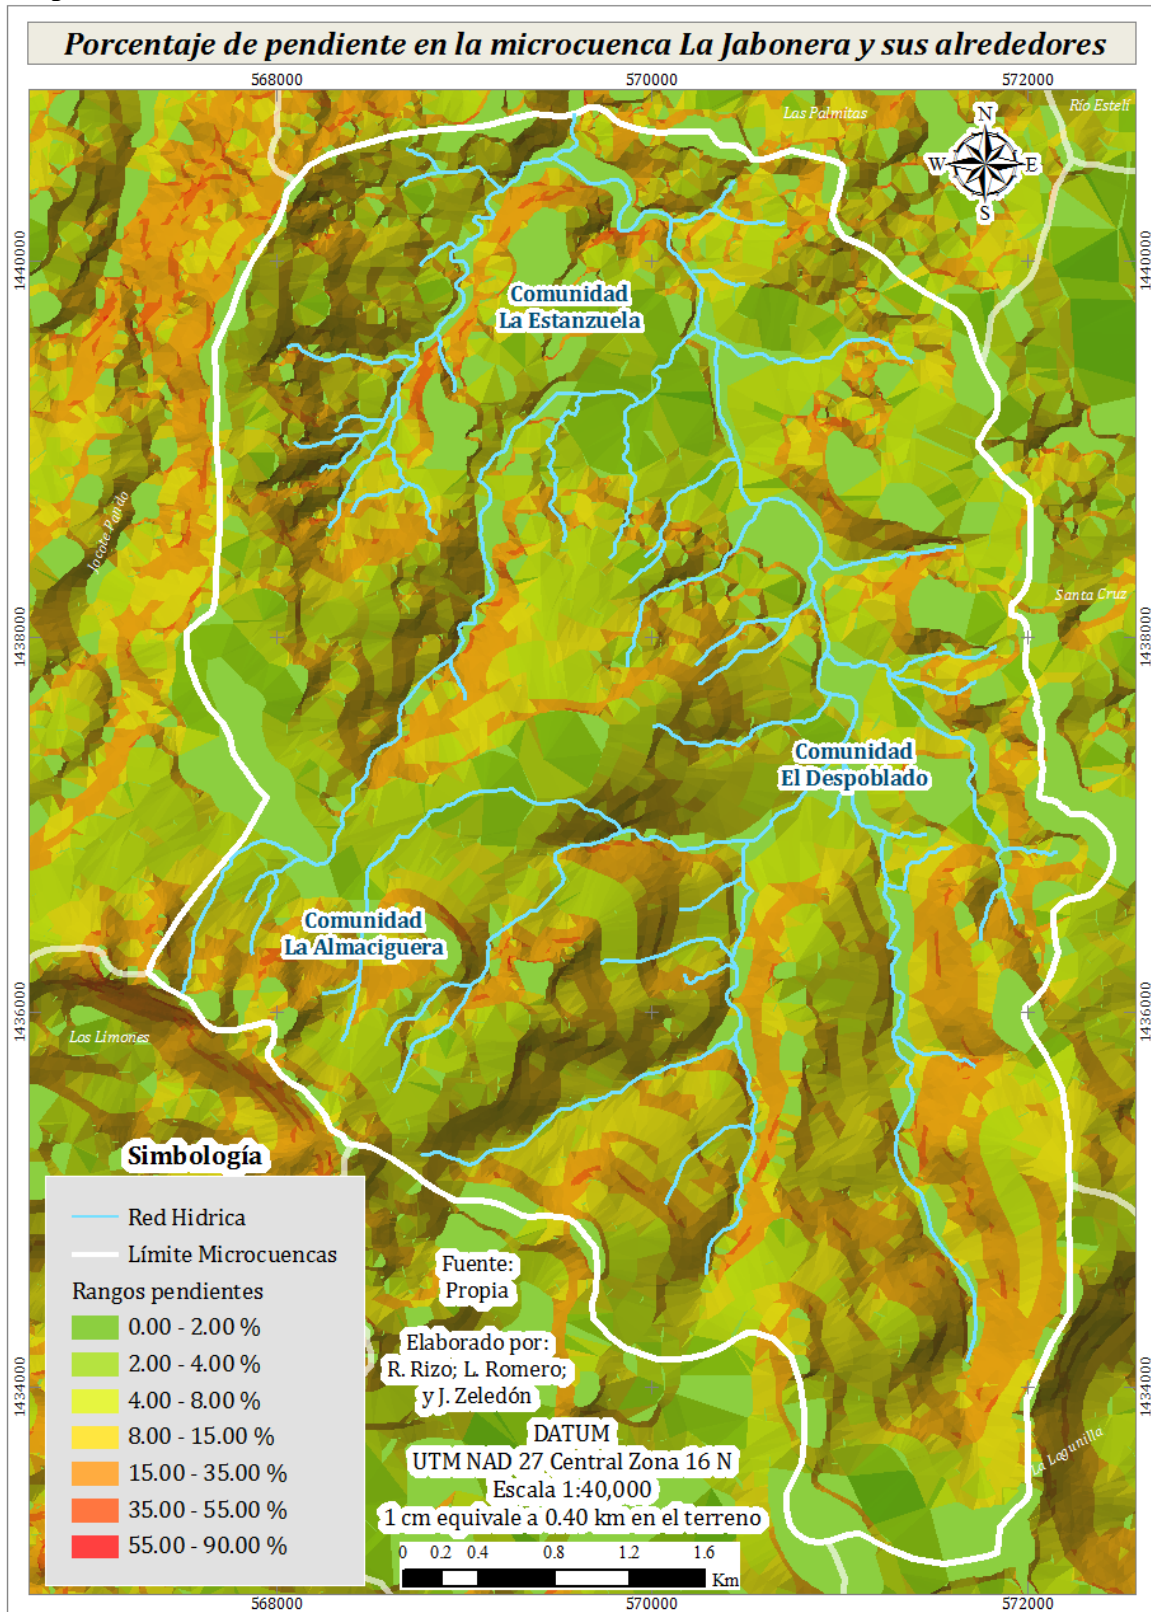 Porcentaje de pendiente en la microcuenca La Jabonera y sus alrededores
568000 570000 572000
Las Palmitas
Río Estelí
N
W E
S
1440000 1440000
Comunidad
La Estanzuela
Jocote Pando
Santa Cruz
1438000 1438000
Comunidad
El Despoblado
Comunidad
La Almaciguera
1436000 1436000
Los Limones
Simbología
Red Hidrica
Límite Microcuencas
Rangos pendientes
0.00 - 2.00 %
2.00 - 4.00 %
4.00 - 8.00 %
8.00 - 15.00 %
15.00 - 35.00 %
35.00 - 55.00 %
55.00 - 90.00 %
Fuente:
Propia
Elaborado por:
R. Rizo; L. Romero;
y J. Zeledón
1434000 1434000
DATUM
UTM NAD 27 Central Zona 16 N
Escala 1:40,000
1 cm equivale a 0.40 km en el terreno
La Lagunilla
0 0.2 0.4 0.8 1.2 1.6
Km
568000 570000 572000